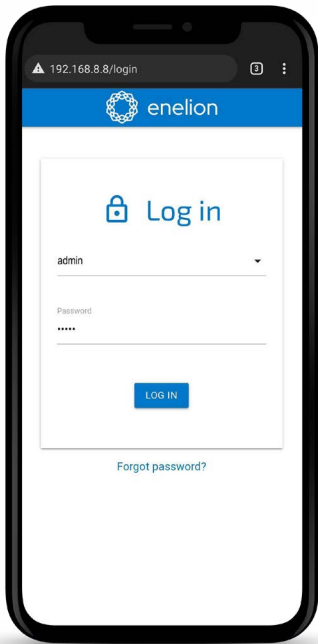 192.168.8.8/login
3
enelion
Log in
admin
Password
•••••
LOG IN
Forgot password?